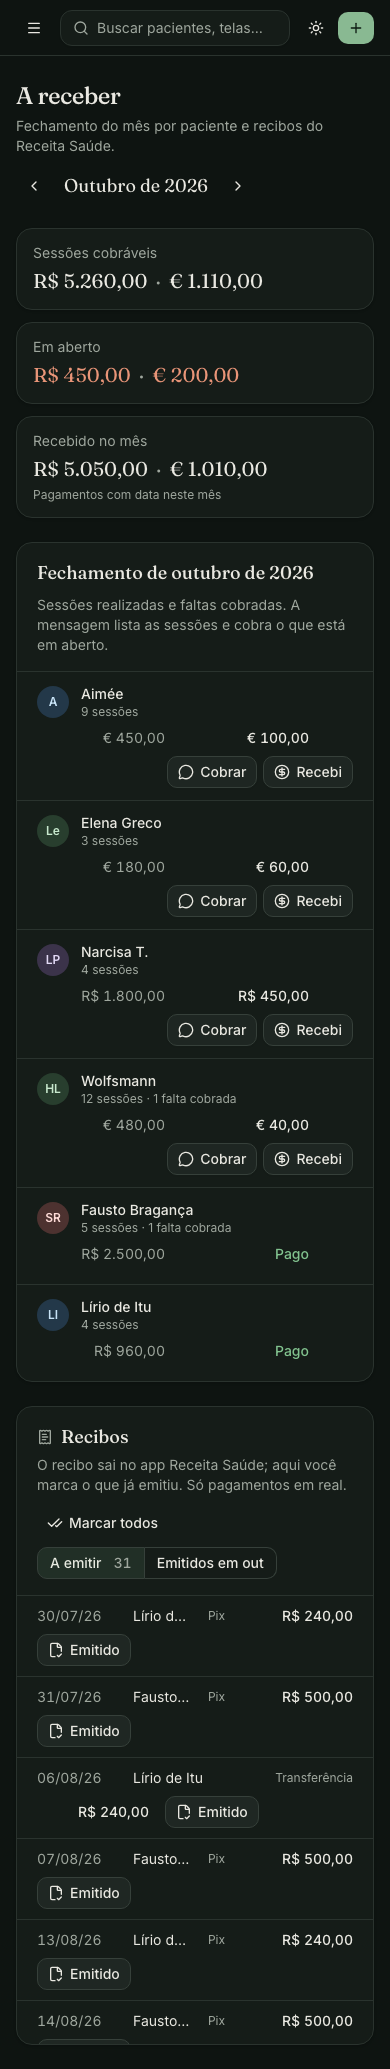 Buscar pacientes, telas...
A receber
Fechamento do mês por paciente e recibos do
Receita Saúde.
Outubro de 2026
Sessões cobráveis
R$ 5.260,00 · € 1.110,00
Em aberto
R$ 450,00 · € 200,00
Recebido no mês
R$ 5.050,00 · € 1.010,00
Pagamentos com data neste mês
Fechamento de outubro de 2026
Sessões realizadas e faltas cobradas. A
mensagem lista as sessões e cobra o que está
em aberto.
A Aimée
9 sessões
€ 450,00 € 100,00
Cobrar Recebi
Le Elena Greco
3 sessões
€ 180,00 € 60,00
Cobrar Recebi
LP Narcisa T.
4 sessões
R$ 1.800,00 R$ 450,00
Cobrar Recebi
HL Wolfsmann
12 sessões · 1 falta cobrada
€ 480,00 € 40,00
Cobrar Recebi
SR Fausto Bragança
5 sessões · 1 falta cobrada
R$ 2.500,00 Pago
LI Lírio de Itu
4 sessões
R$ 960,00 Pago
Recibos
O recibo sai no app Receita Saúde; aqui você
marca o que já emitiu. Só pagamentos em real.
Marcar todos
A emitir 31 Emitidos em out
30/07/26 Lírio d... Pix R$ 240,00
Emitido
31/07/26 Fausto... Pix R$ 500,00
Emitido
06/08/26 Lírio de Itu Transferência
R$ 240,00 Emitido
07/08/26 Fausto... Pix R$ 500,00
Emitido
13/08/26 Lírio d... Pix R$ 240,00
Emitido
14/08/26 Fausto... Pix R$ 500,00